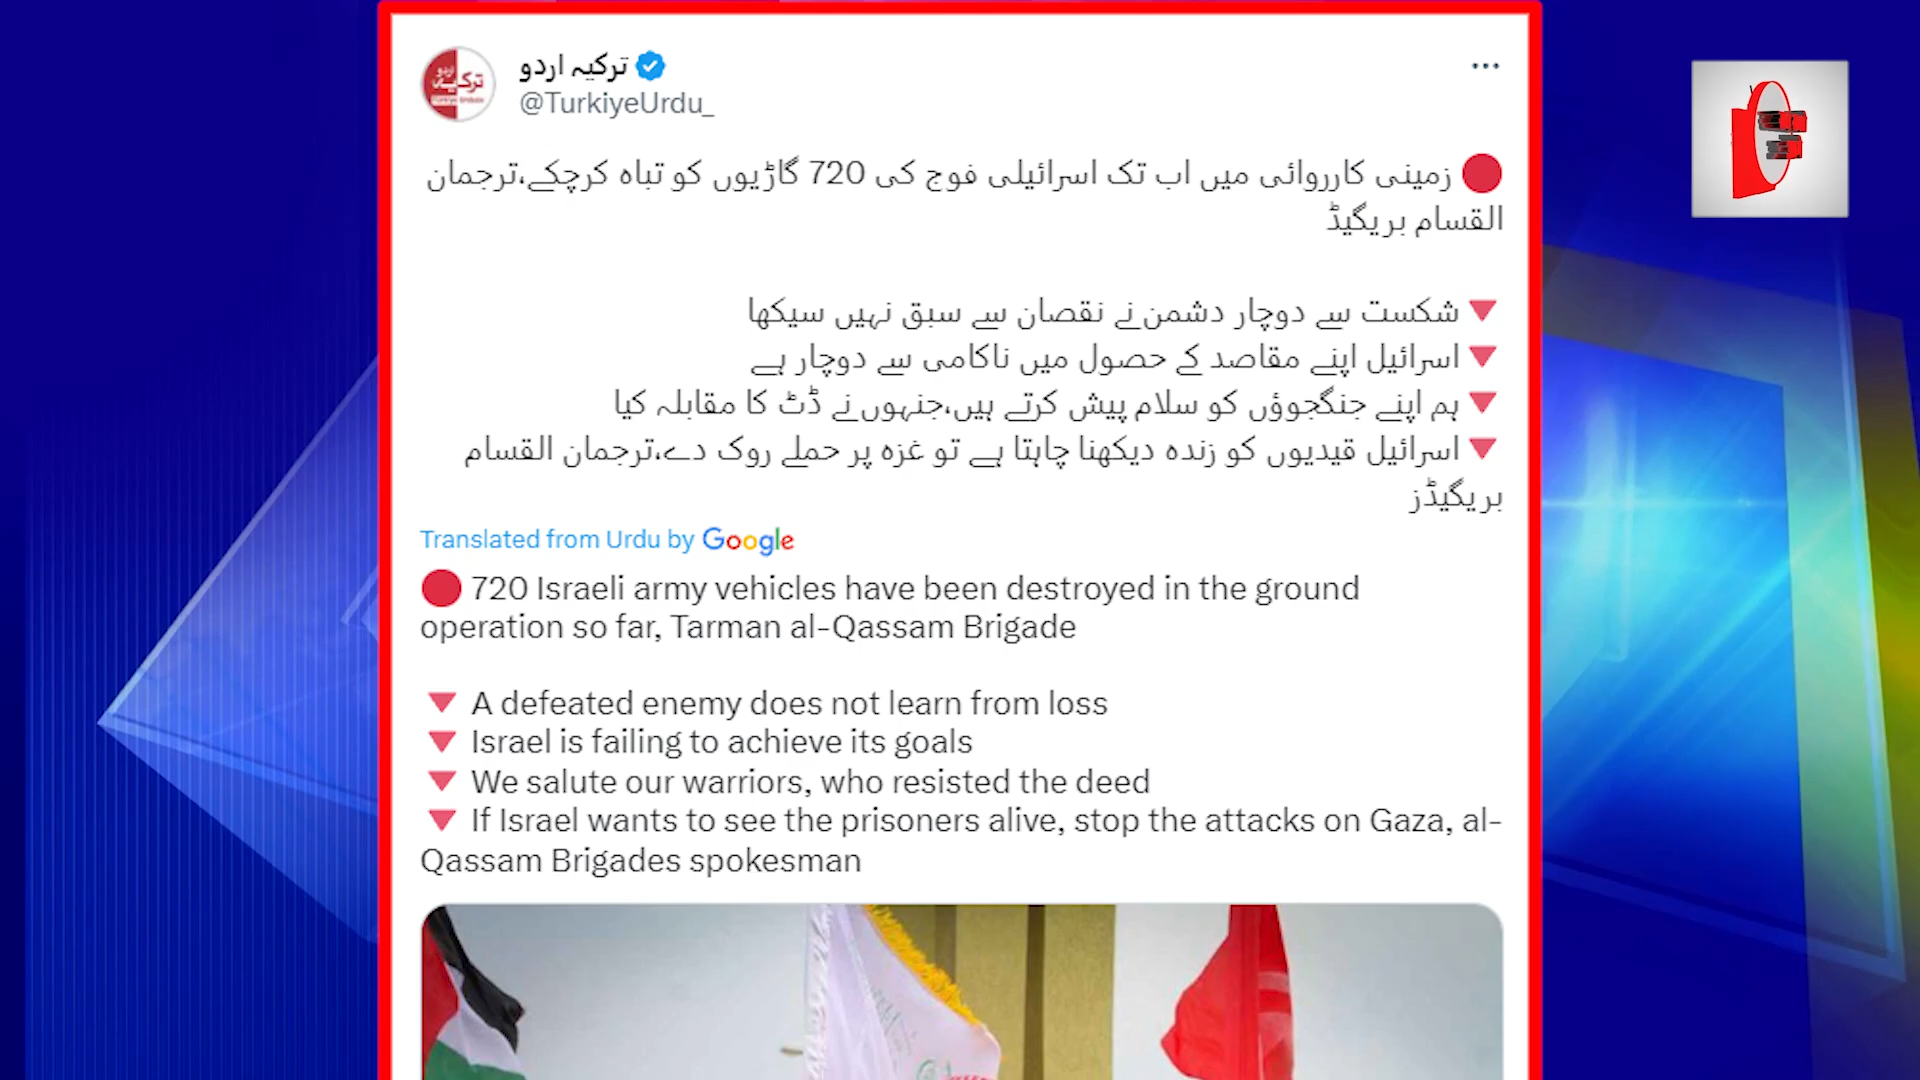 ترکیہ اردو
@TurkiyeUrdu_
زمینی کارروائی میں اب تک اسرائیلی فوج کی 720 گاڑیوں کو تباہ کرچکے،ترجمان
القسام بریگیڈ
شکست سے دوچار دشمن نے نقصان سے سبق نہیں سیکھا
اسرائیل اپنے مقاصد کے حصول میں ناکامی سے دوچار ہے
ہم اپنے جنگجوؤں کو سلام پیش کرتے ہیں،جنہوں نے ڈٹ کا مقابلہ کیا
اسرائیل قیدیوں کو زندہ دیکھنا چاہتا ہے تو غزہ پر حملے روک دے،ترجمان القسام
بریگیڈز
Translated from Urdu by Google
720 Israeli army vehicles have been destroyed in the ground
operation so far, Tarman al-Qassam Brigade
A defeated enemy does not learn from loss
Israel is failing to achieve its goals
We salute our warriors, who resisted the deed
If Israel wants to see the prisoners alive, stop the attacks on Gaza, al-
Qassam Brigades spokesman